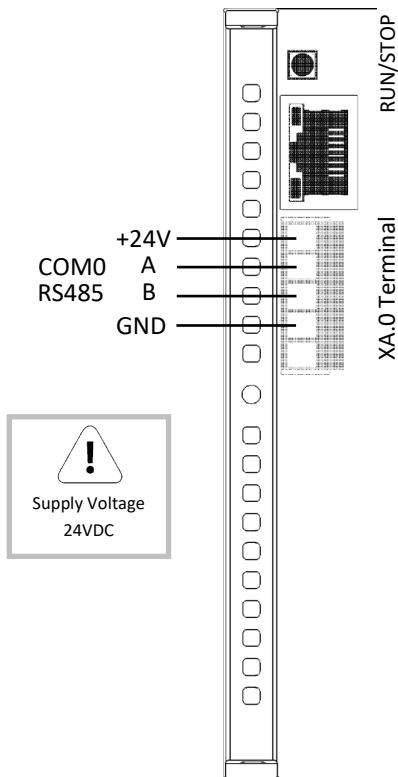 RUN/STOP
+24V
COM0 A
RS485 B
GND
XA.0 Terminal
!
Supply Voltage
24VDC